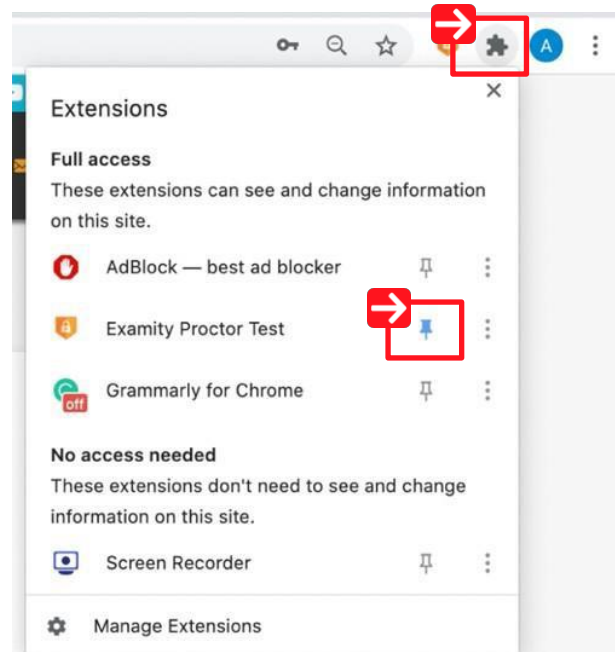 A
Extensions
Full access
These extensions can see and change information
on this site.
AdBlock — best ad blocker
Examity Proctor Test
Grammarly for Chrome
off
No access needed
These extensions don't need to see and change
information on this site.
Screen Recorder
Manage Extensions